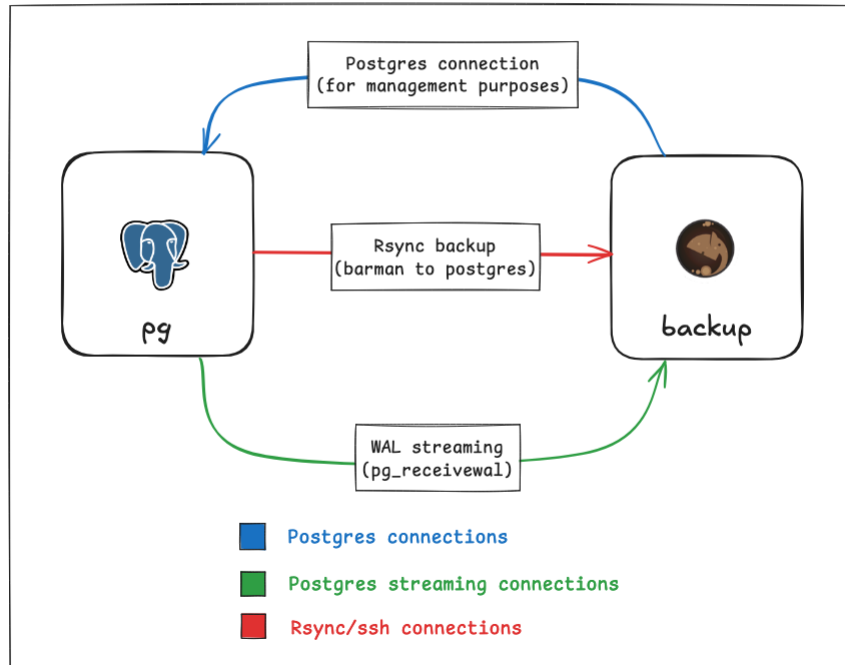 Postgres connection
(for management purposes)
Rsync backup
(barman to postgres)
pg
backup
WAL streaming
(pg_receivewal)
Postgres connections
Postgres streaming connections
Rsync/ssh connections